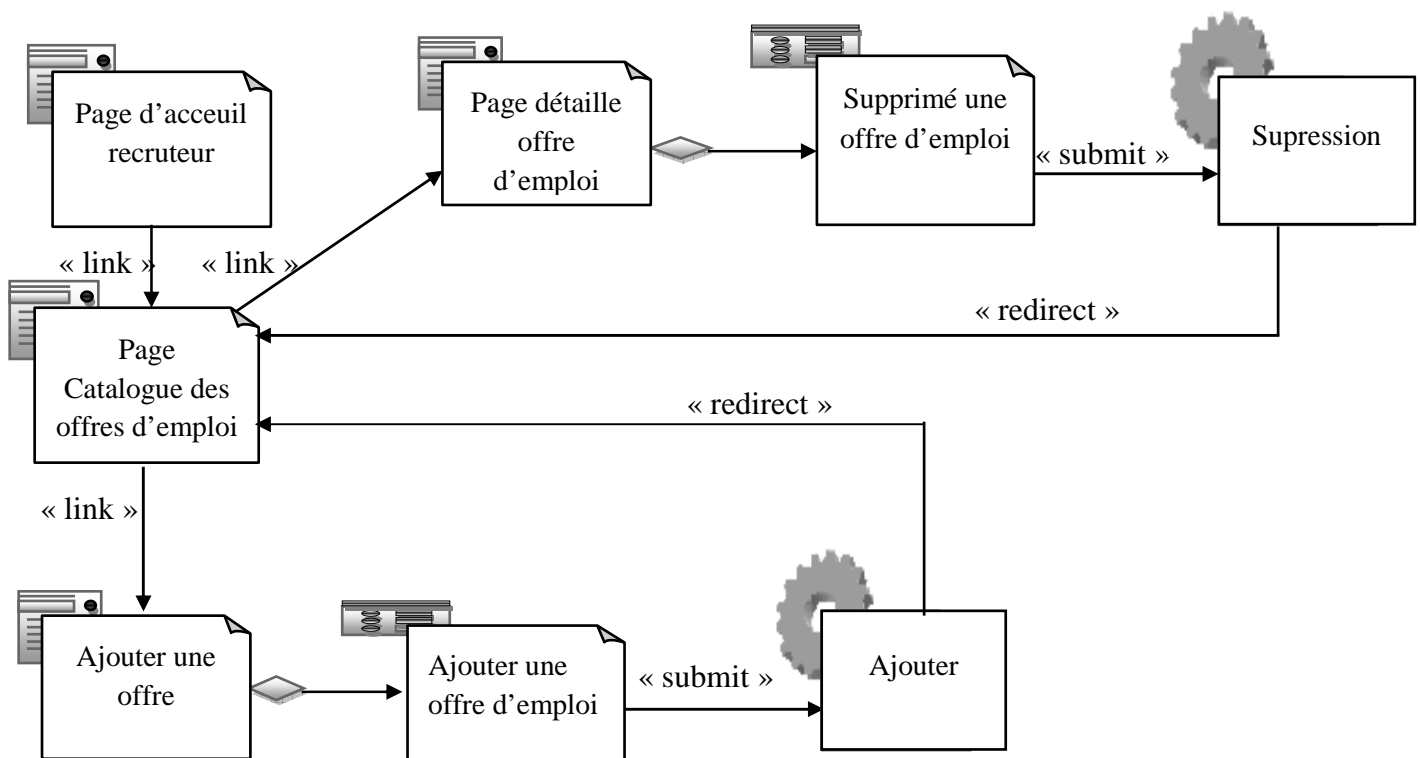 Page d’acceuil
recruteur
Page détaille
offre
d’emploi
Supprimé une
offre d’emploi
« submit »
Supression
« link »
« link »
« redirect »
Page
Catalogue des
offres d’emploi
« redirect »
« link »
Ajouter une
offre
Ajouter une
offre d’emploi
« submit »
Ajouter